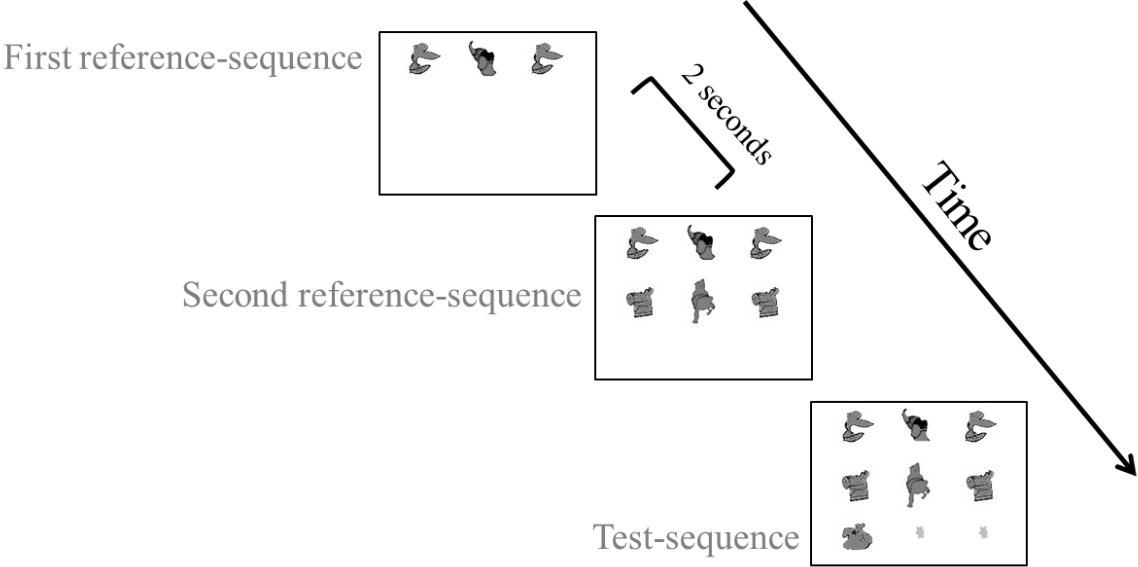 First reference-sequence
2 seconds
Time
Second reference-sequence
Test-sequence